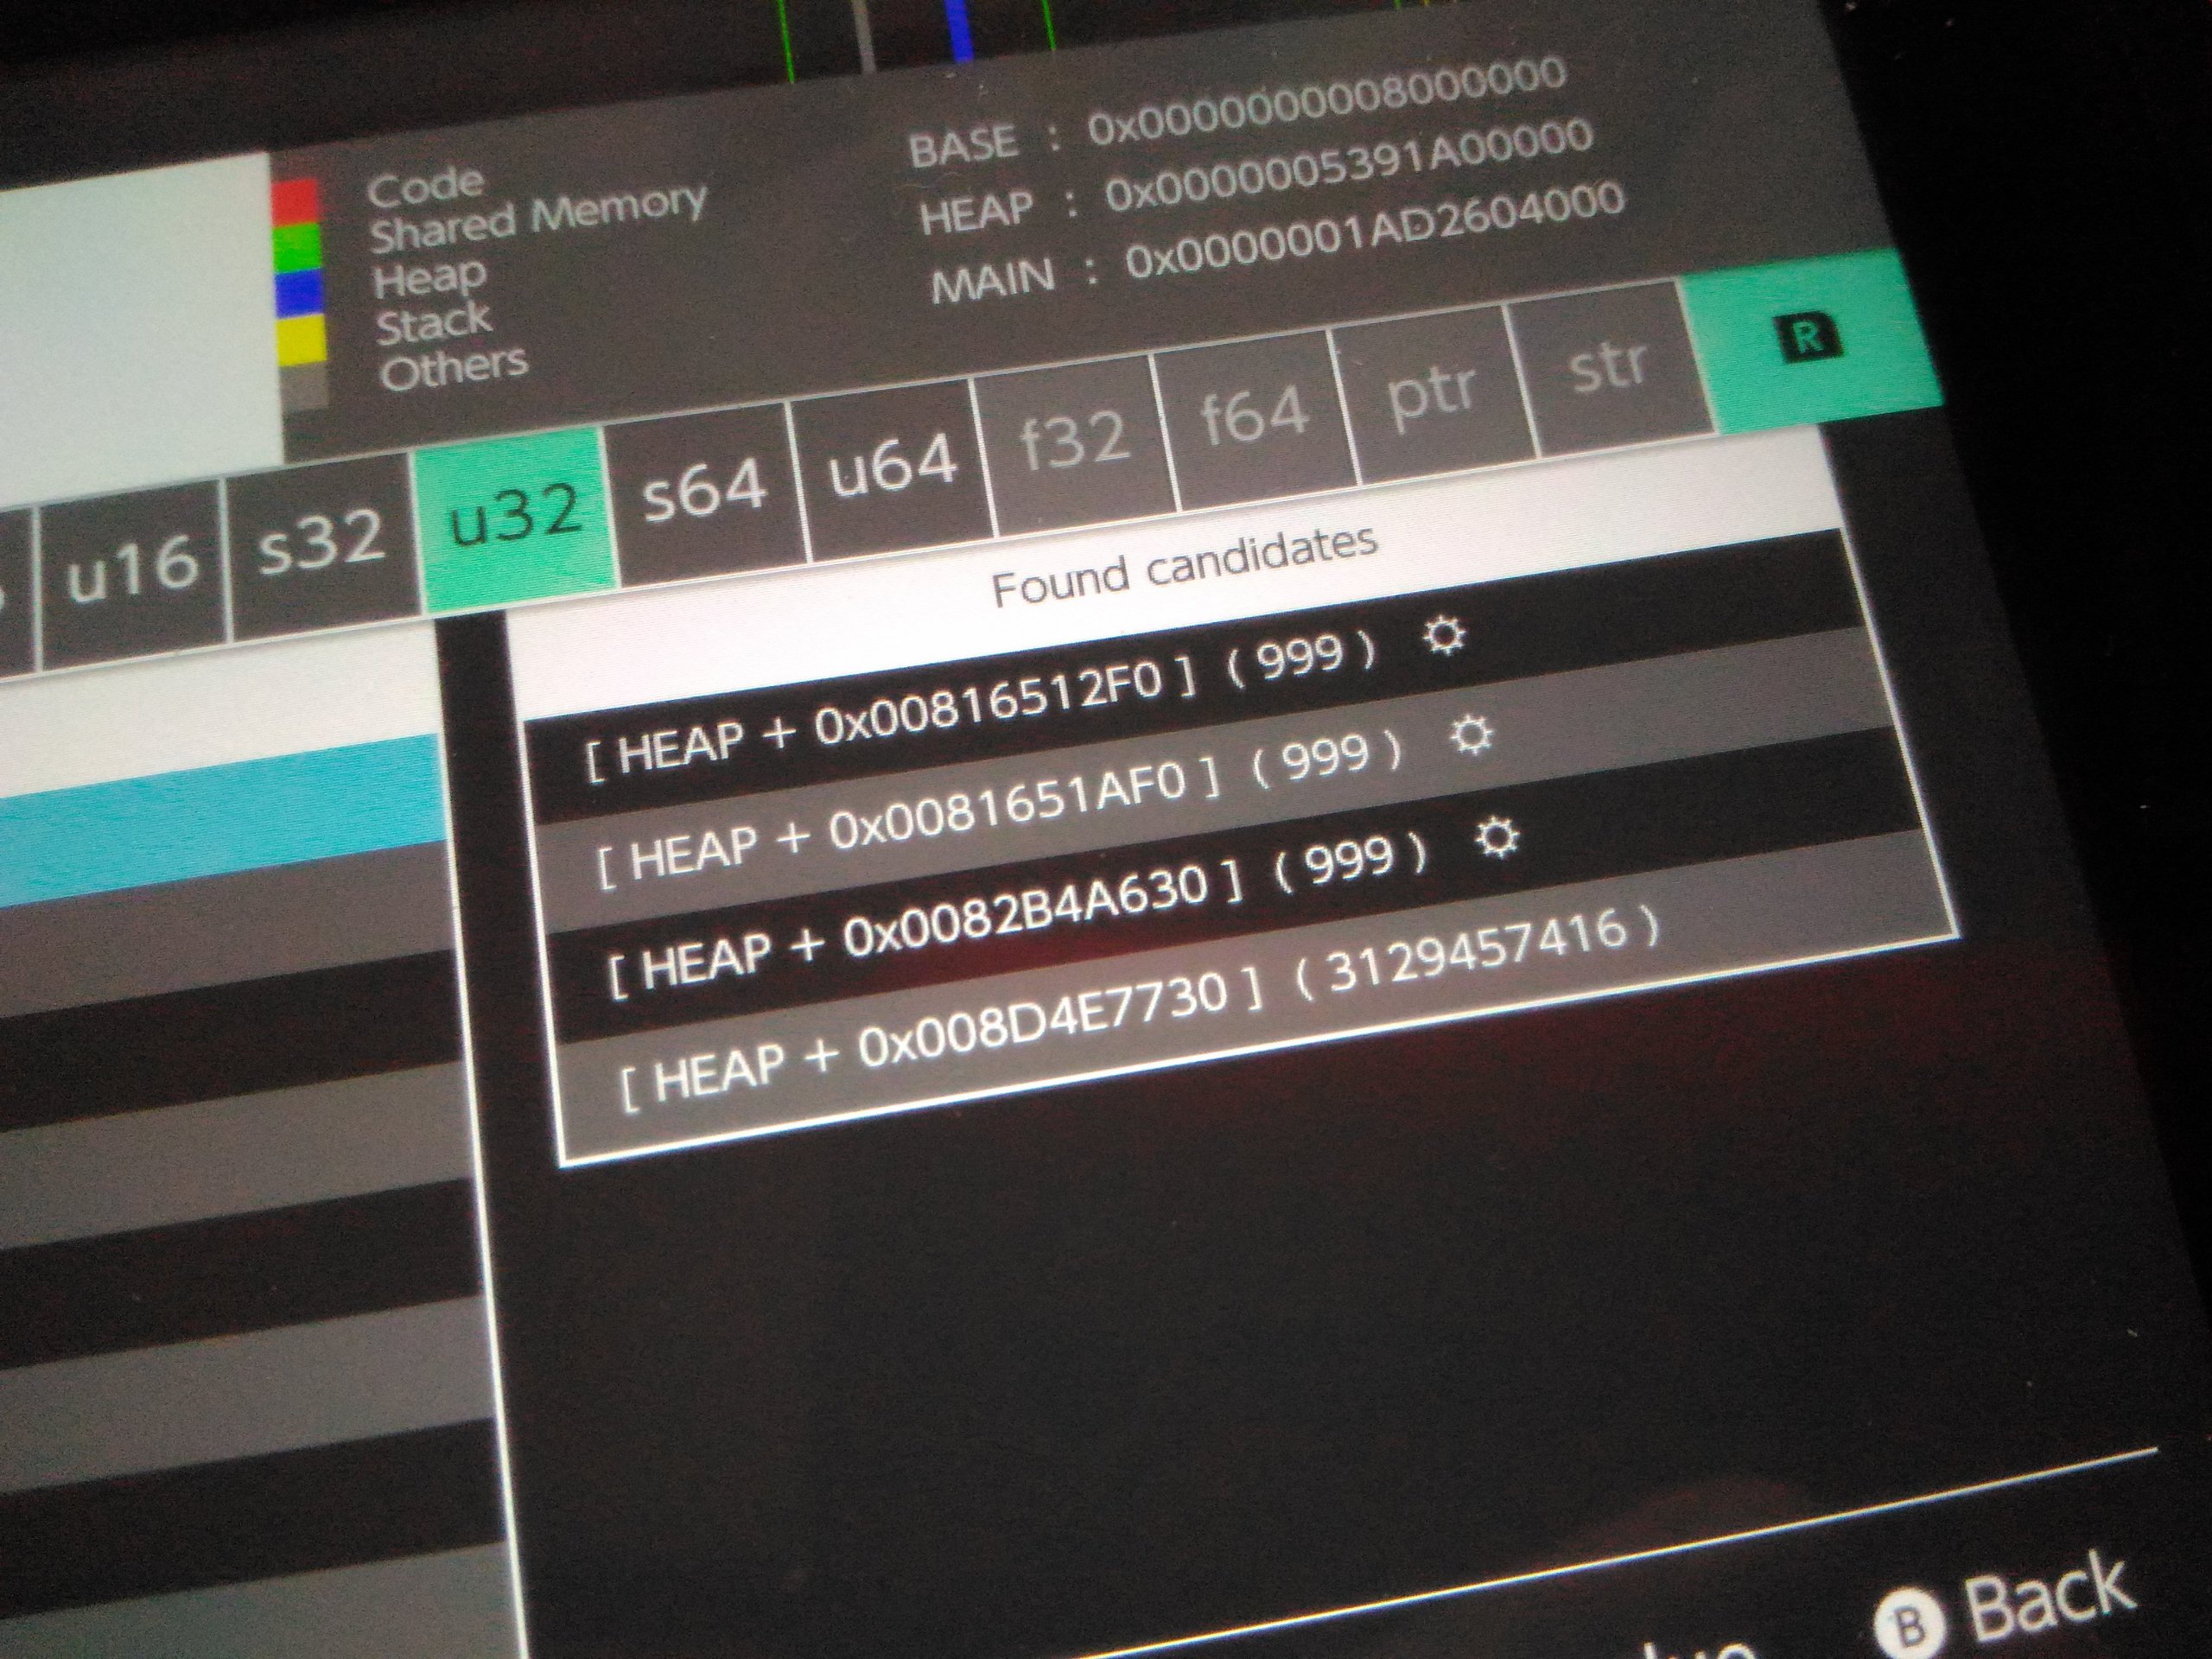 Code
Shared Memory
Heap
Stack
Others
BASE : 0x0000000008000000
HEAP : 0x0000005391A00000
MAIN : 0x0000001AD2604000
u16 s32 u32 s64 u64 f32 f64 ptr str R
Found candidates
[ HEAP + 0x00816512F0 ] ( 999 )
[ HEAP + 0x0081651AF0 ] ( 999 )
[ HEAP + 0x0082B4A630 ] ( 999 )
[ HEAP + 0x008D4E7730 ] ( 3129457416 )
B Back